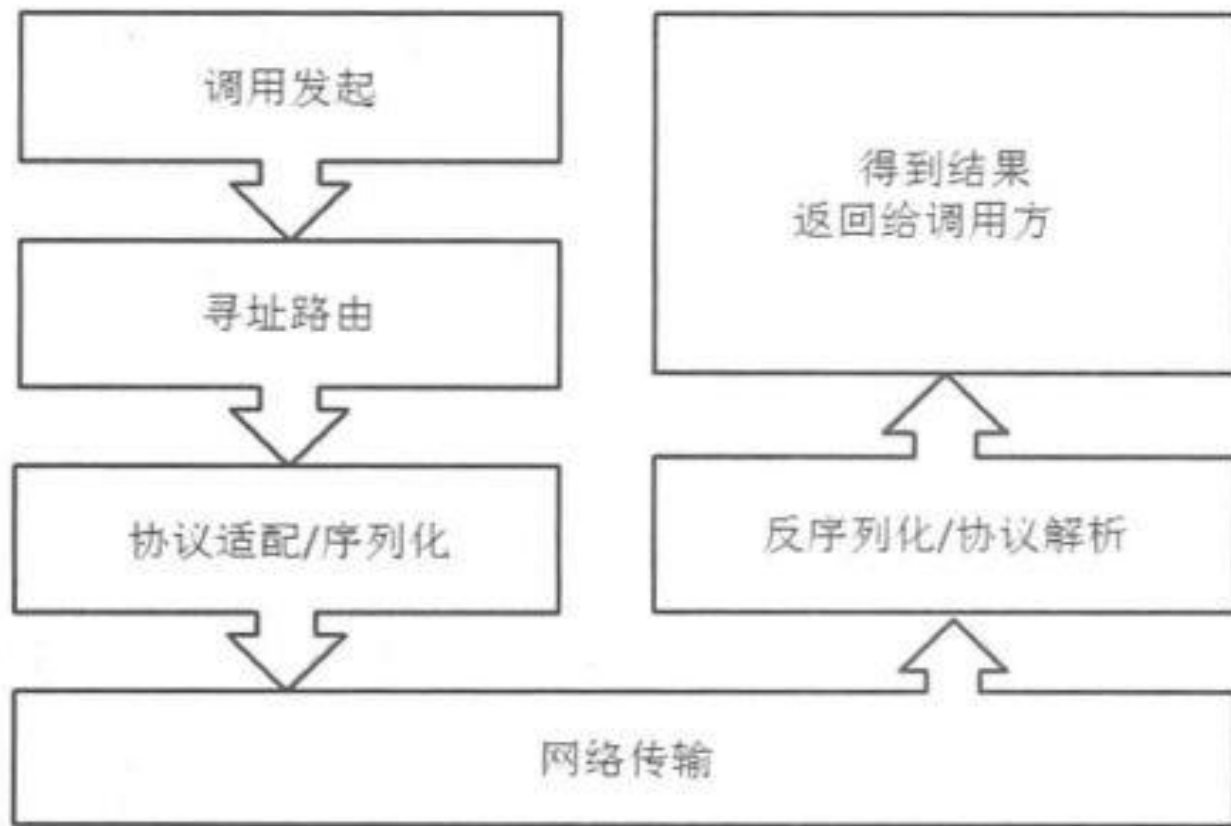 调用发起
寻址路由
协议适配/序列化
网络传输
反序列化/协议解析
得到结果
返回给调用方